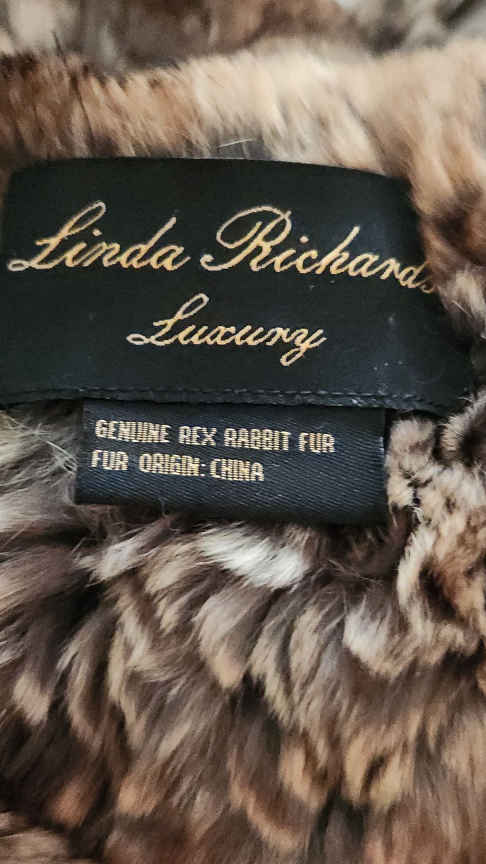 Linda Richards
Luxury
GENUINE REX RABBIT FUR
FUR ORIGIN: CHINA